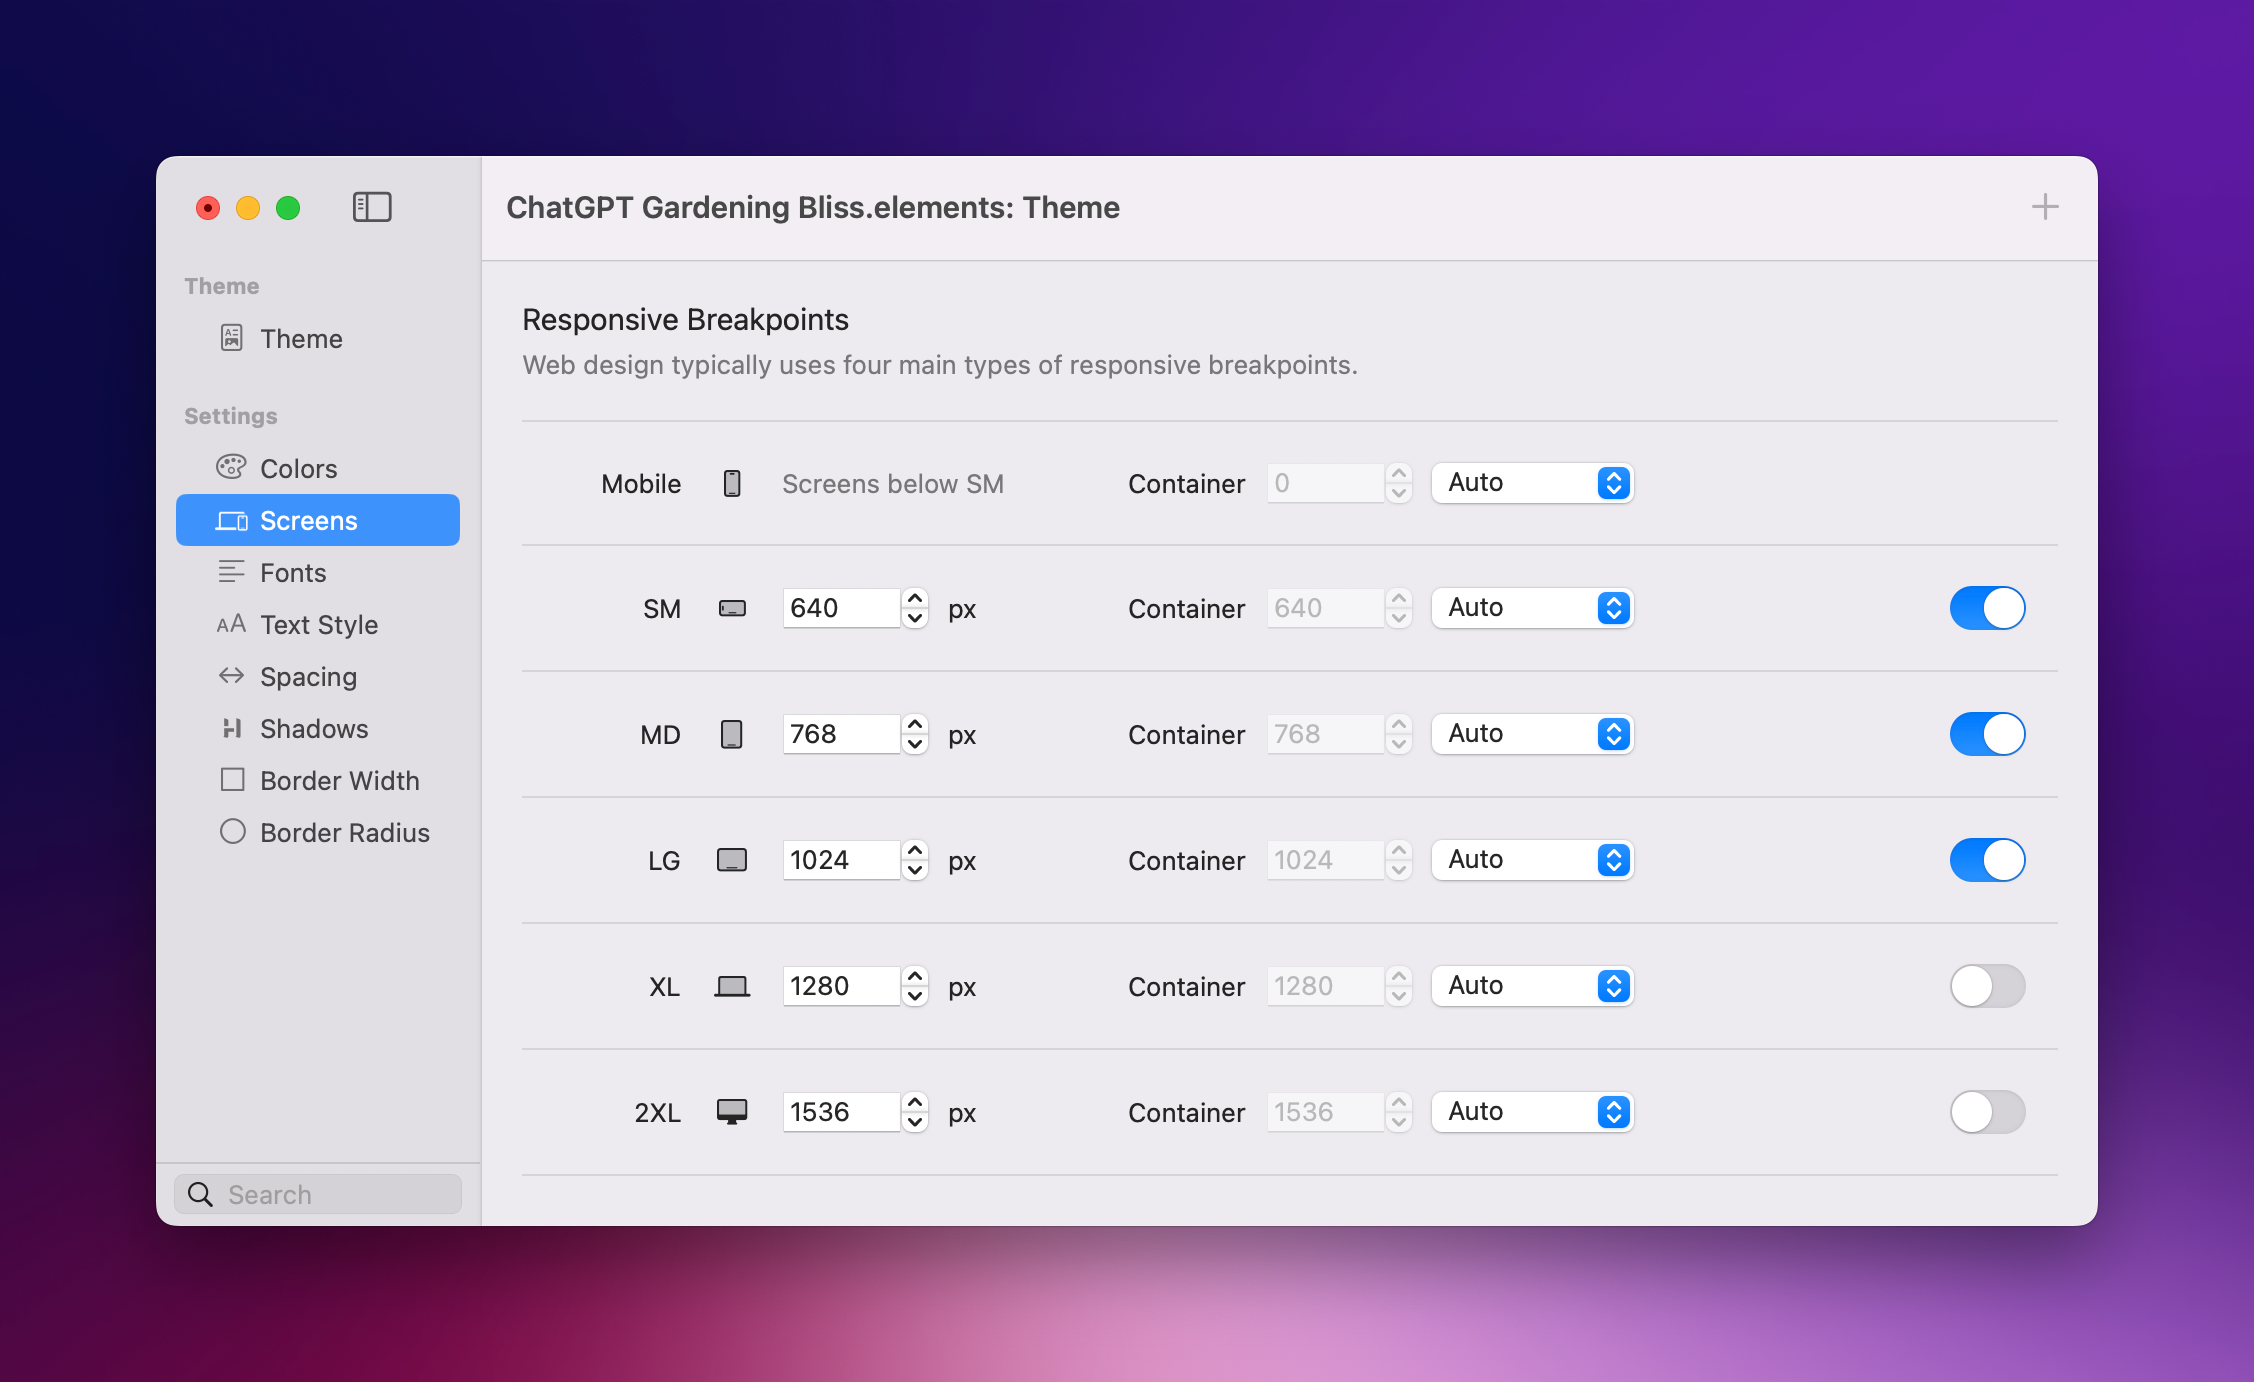 ChatGPT Gardening Bliss.elements: Theme
Theme
Theme
Settings
Colors
Screens
Fonts
Text Style
Spacing
Shadows
Border Width
Border Radius
Search
Responsive Breakpoints
Web design typically uses four main types of responsive breakpoints.
Mobile Screens below SM Container 0 Auto
SM 640 px Container 640 Auto
MD 768 px Container 768 Auto
LG 1024 px Container 1024 Auto
XL 1280 px Container 1280 Auto
2XL 1536 px Container 1536 Auto